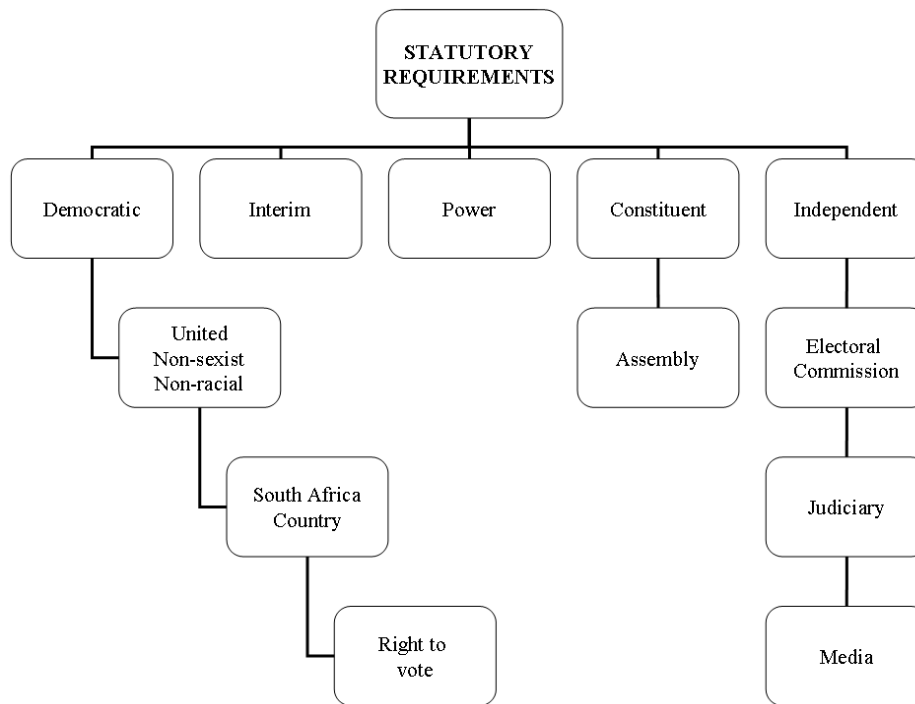 STATUTORY
REQUIREMENTS
Democratic
Interim
Power
Constituent
Independent
United
Non-sexist
Non-racial
Assembly
Electoral
Commission
South Africa
Country
Judiciary
Right to
vote
Media